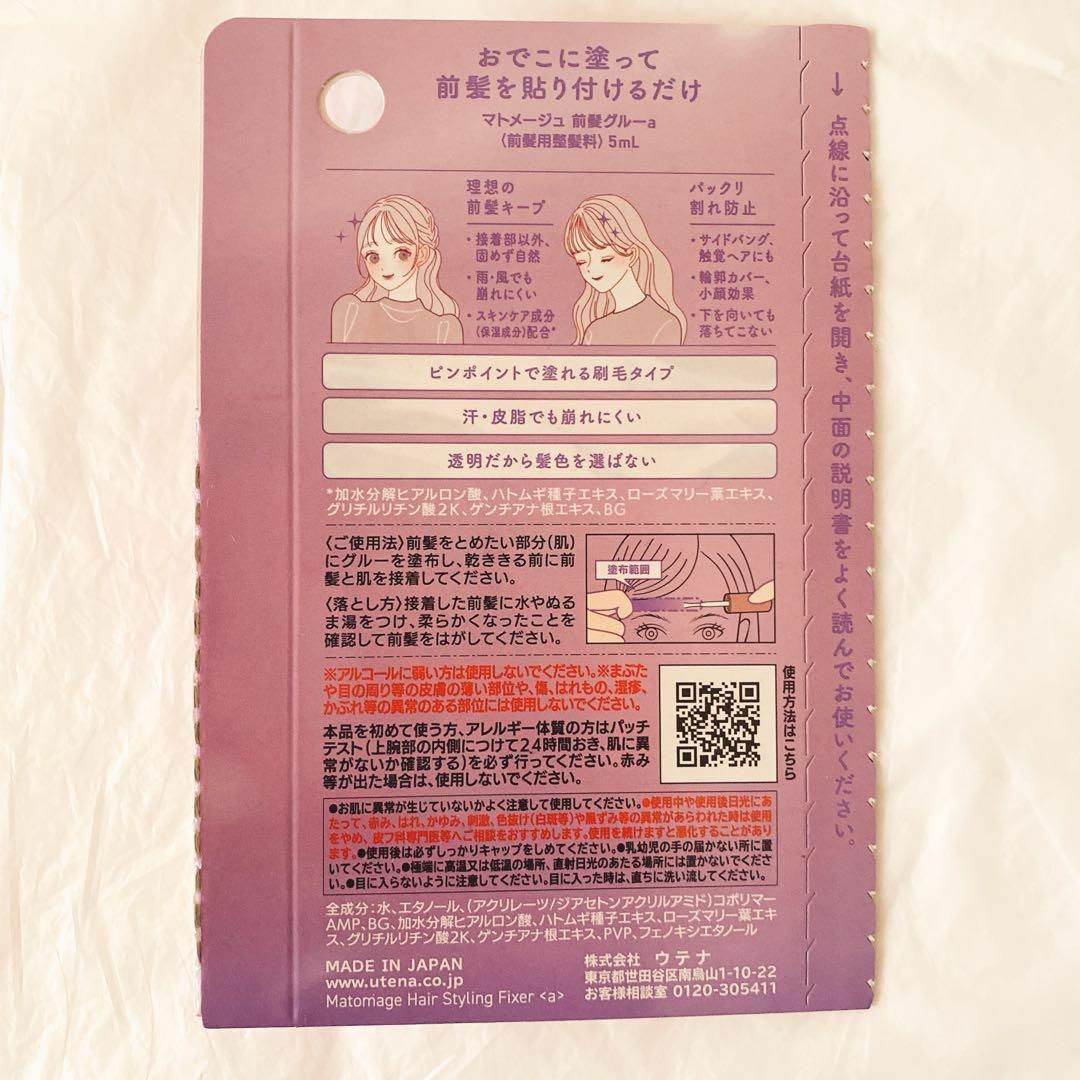 おでこに塗って
前髪を貼り付けるだけ
マトメージュ 前髪グルーa
〈前髪用整髪料〉5mL
理想の
前髪キープ
・接着部以外、
固めず自然
・雨・風でも
崩れにくい
・スキンケア成分
（保湿成分）配合*
パックリ
割れ防止
・サイドバング、
触覚ヘアにも
・輪郭カバー、
小顔効果
・下を向いても
落ちてこない
ピンポイントで塗れる刷毛タイプ
汗・皮脂でも崩れにくい
透明だから髪色を選ばない
*加水分解ヒアルロン酸、ハトムギ種子エキス、ローズマリー葉エキス、
グリチルリチン酸2K、ゲンチアナ根エキス、BG
〈ご使用法〉前髪をとめたい部分（肌）
にグルーを塗布し、乾ききる前に前
髪と肌を接着してください。
〈落とし方〉接着した前髪に水やぬる
ま湯をつけ、柔らかくなったことを
確認して前髪をはがしてください。
塗布範囲
※アルコールに弱い方は使用しないでください。※まぶた
や目の周り等の皮膚の薄い部位や、傷、はれもの、湿疹、
かぶれ等の異常のある部位には使用しないでください。
本品を初めて使う方、アレルギー体質の方はパッチ
テスト（上腕部の内側につけて24時間おき、肌に異
常がないか確認する）を必ず行ってください。赤み
等が出た場合は、使用しないでください。
使用方法はこちら
●お肌に異常が生じていないかよく注意して使用してください。●使用中や使用後日光にあ
たって、赤み、はれ、かゆみ、刺激、色抜け（白斑等）や黒ずみ等の異常があらわれた時は使用
をやめ、皮フ科専門医等へご相談をおすすめします。使用を続けますと悪化することがあり
ます。●使用後は必ずしっかりキャップをしめてください。●乳幼児の手の届かない所に置
いてください。●極端に高温又は低温の場所、直射日光のあたる場所には置かないでくださ
い。●目に入らないように注意してください。目に入った時は、直ちに洗い流してください。
全成分：水、エタノール、（アクリレーツ/ジアセトンアクリルアミド）コポリマー
AMP、BG、加水分解ヒアルロン酸、ハトムギ種子エキス、ローズマリー葉エキ
ス、グリチルリチン酸2K、ゲンチアナ根エキス、PVP、フェノキシエタノール
MADE IN JAPAN
www.utena.co.jp
Matomage Hair Styling Fixer <a>
株式会社 ウテナ
東京都世田谷区南烏山1-10-22
お客様相談室 0120-305411
↓ 点線に沿って台紙を開き、中面の説明書をよく読んでお使いください。